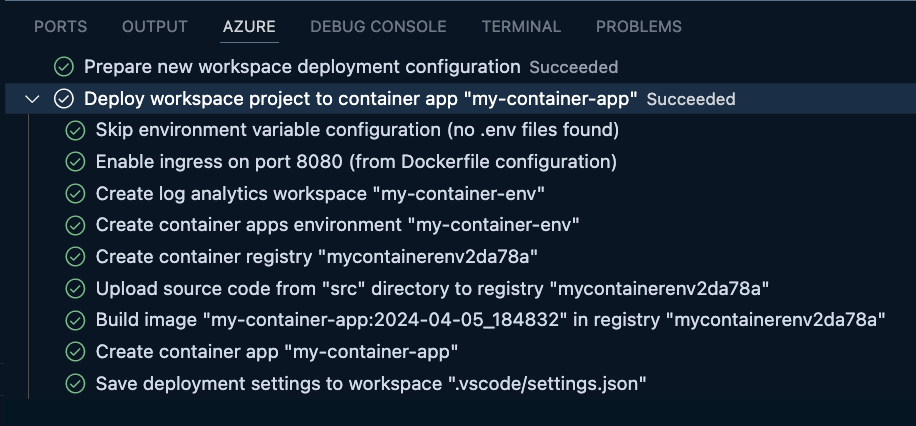 PORTS OUTPUT AZURE DEBUG CONSOLE TERMINAL PROBLEMS
Prepare new workspace deployment configuration Succeeded
Deploy workspace project to container app "my-container-app" Succeeded
Skip environment variable configuration (no .env files found)
Enable ingress on port 8080 (from Dockerfile configuration)
Create log analytics workspace "my-container-env"
Create container apps environment "my-container-env"
Create container registry "mycontainerenv2da78a"
Upload source code from "src" directory to registry "mycontainerenv2da78a"
Build image "my-container-app:2024-04-05_184832" in registry "mycontainerenv2da78a"
Create container app "my-container-app"
Save deployment settings to workspace ".vscode/settings.json"